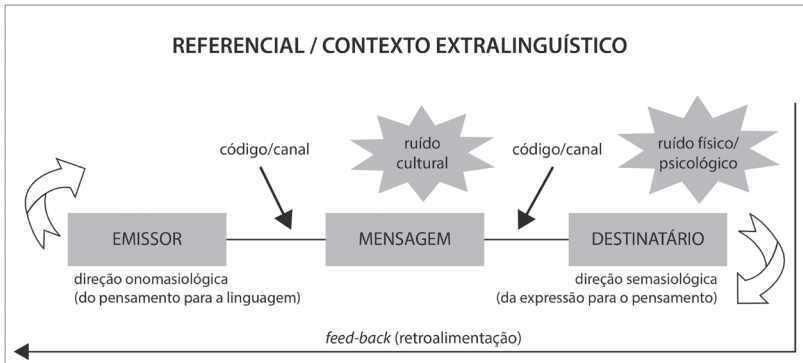 REFERENCIAL / CONTEXTO EXTRALINGUÍSTICO
código/canal
ruído
cultural
código/canal
ruído físico/
psicológico
EMISSOR
MENSAGEM
DESTINATÁRIO
direção onomasiológica
(do pensamento para a linguagem)
direção semasiológica
(da expressão para o pensamento)
feed-back (retroalimentação)